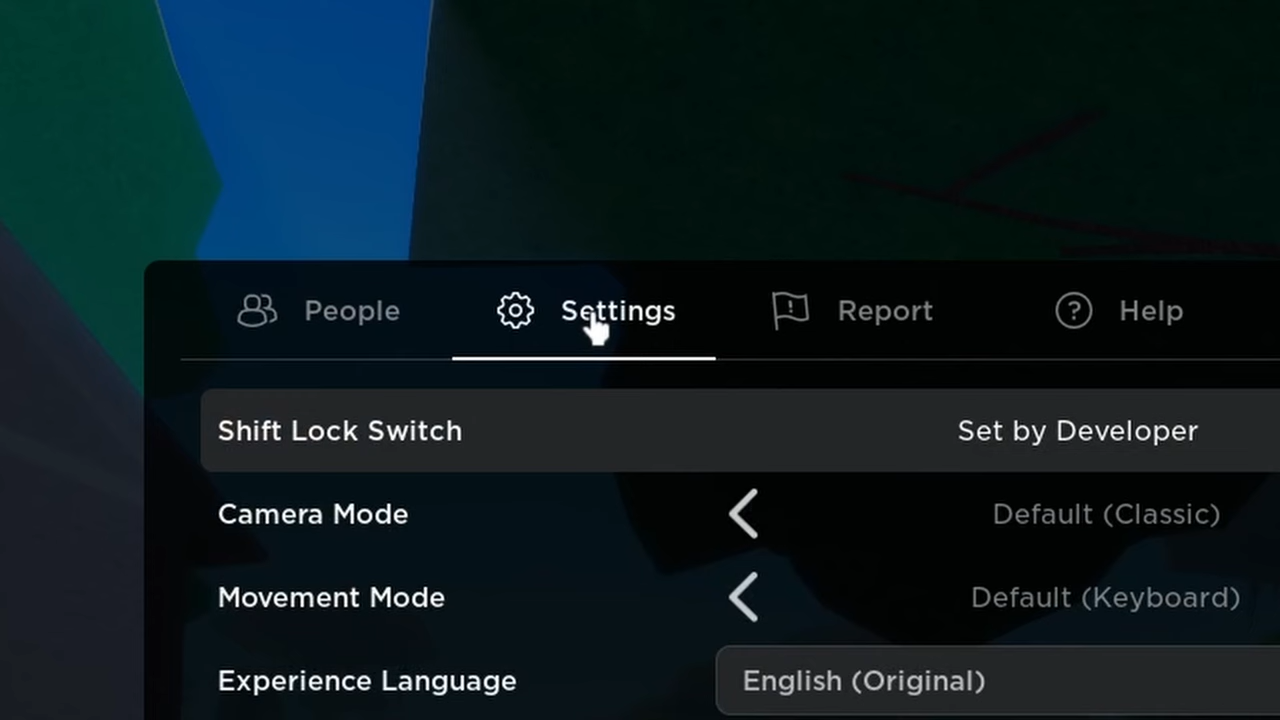 People Settings Report Help
Shift Lock Switch Set by Developer
Camera Mode Default (Classic)
Movement Mode Default (Keyboard)
Experience Language English (Original)